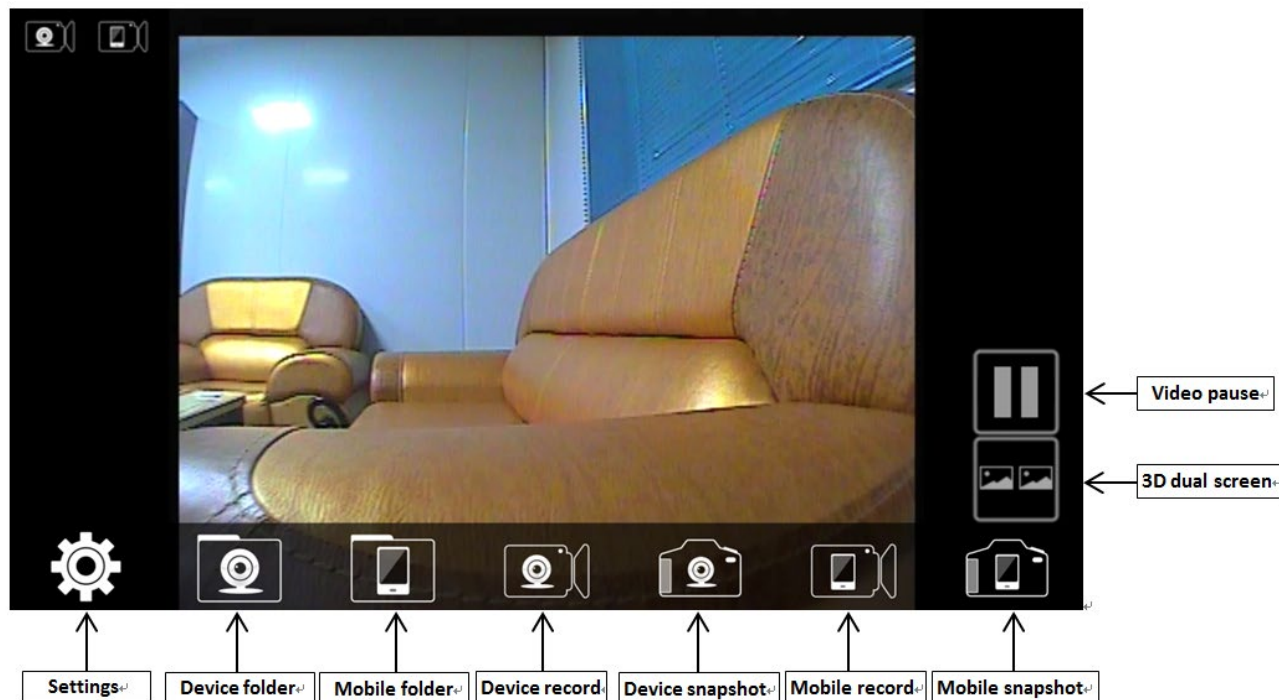 Video pause
3D dual screen
Settings
Device folder
Mobile folder
Device record
Device snapshot
Mobile record
Mobile snapshot